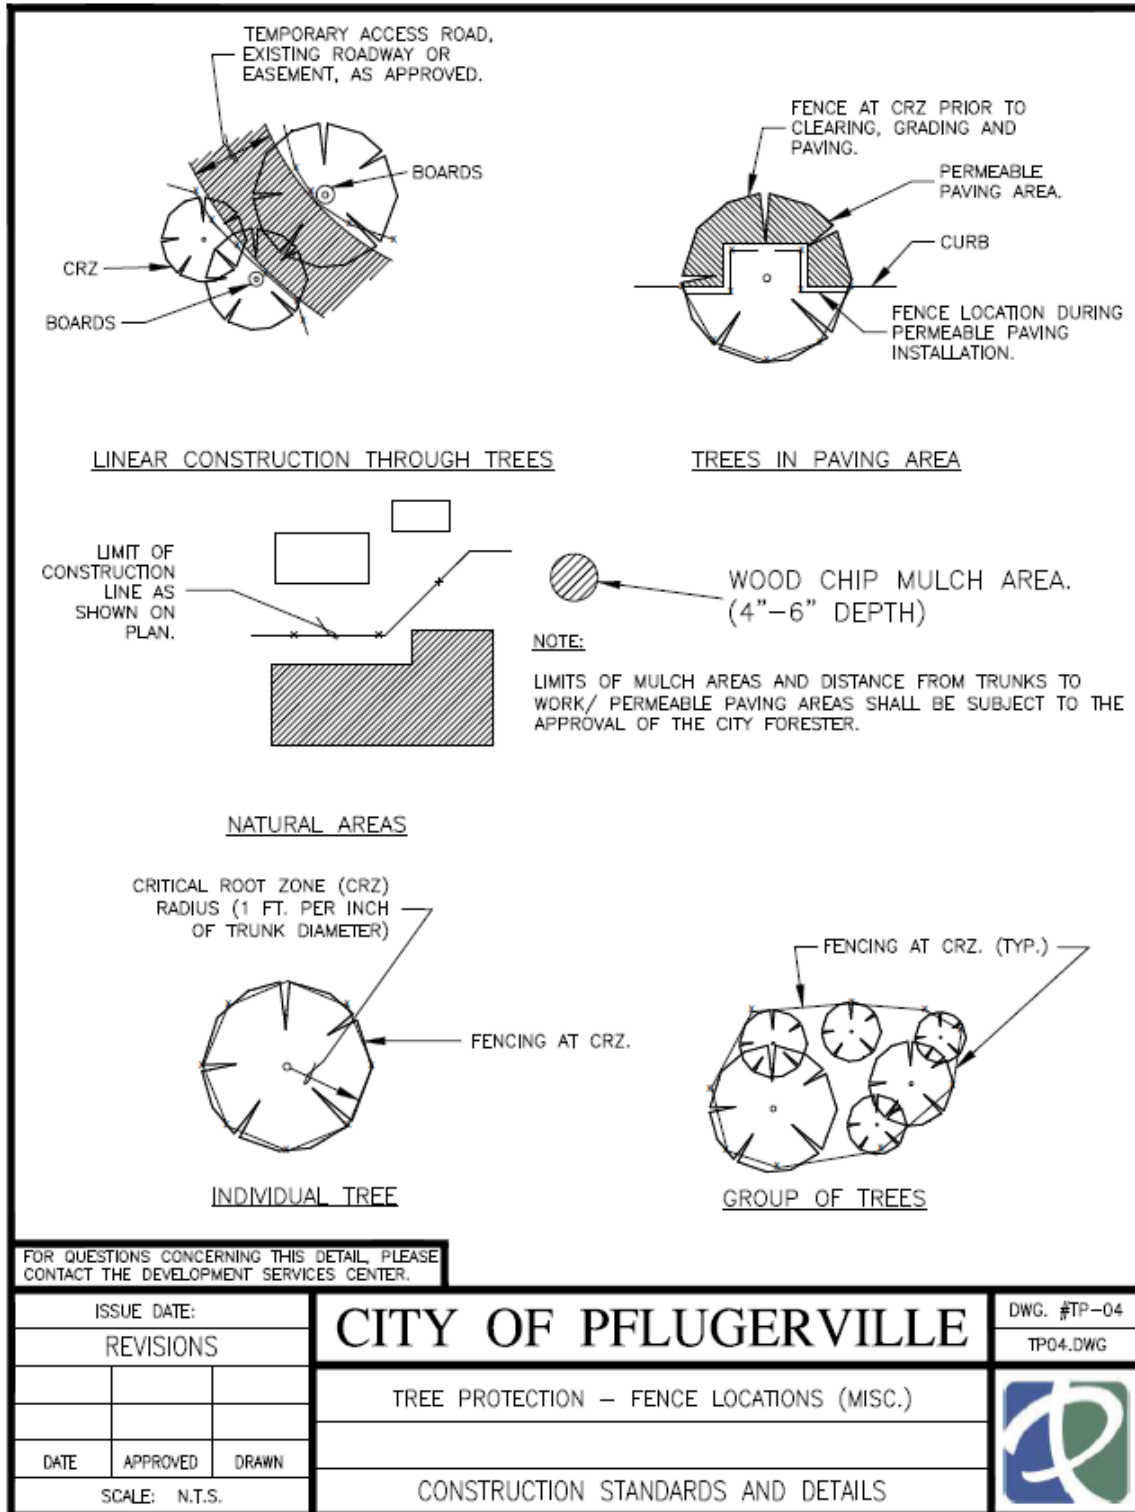 TEMPORARY ACCESS ROAD,
EXISTING ROADWAY OR
EASEMENT, AS APPROVED.
BOARDS
CRZ
BOARDS
FENCE AT CRZ PRIOR TO
CLEARING, GRADING AND
PAVING.
PERMEABLE
PAVING AREA.
CURB
FENCE LOCATION DURING
PERMEABLE PAVING
INSTALLATION.
LINEAR CONSTRUCTION THROUGH TREES
TREES IN PAVING AREA
LIMIT OF
CONSTRUCTION
LINE AS
SHOWN ON
PLAN.
WOOD CHIP MULCH AREA.
(4"-6" DEPTH)
NOTE:
LIMITS OF MULCH AREAS AND DISTANCE FROM TRUNKS TO
WORK/ PERMEABLE PAVING AREAS SHALL BE SUBJECT TO THE
APPROVAL OF THE CITY FORESTER.
NATURAL AREAS
CRITICAL ROOT ZONE (CRZ)
RADIUS (1 FT. PER INCH
OF TRUNK DIAMETER)
FENCING AT CRZ.
FENCING AT CRZ. (TYP.)
INDIVIDUAL TREE
GROUP OF TREES
FOR QUESTIONS CONCERNING THIS DETAIL, PLEASE
CONTACT THE DEVELOPMENT SERVICES CENTER.
ISSUE DATE:
REVISIONS
DATE APPROVED DRAWN
SCALE: N.T.S.
CITY OF PFLUGERVILLE
TREE PROTECTION – FENCE LOCATIONS (MISC.)
CONSTRUCTION STANDARDS AND DETAILS
DWG. #TP-04
TP04.DWG